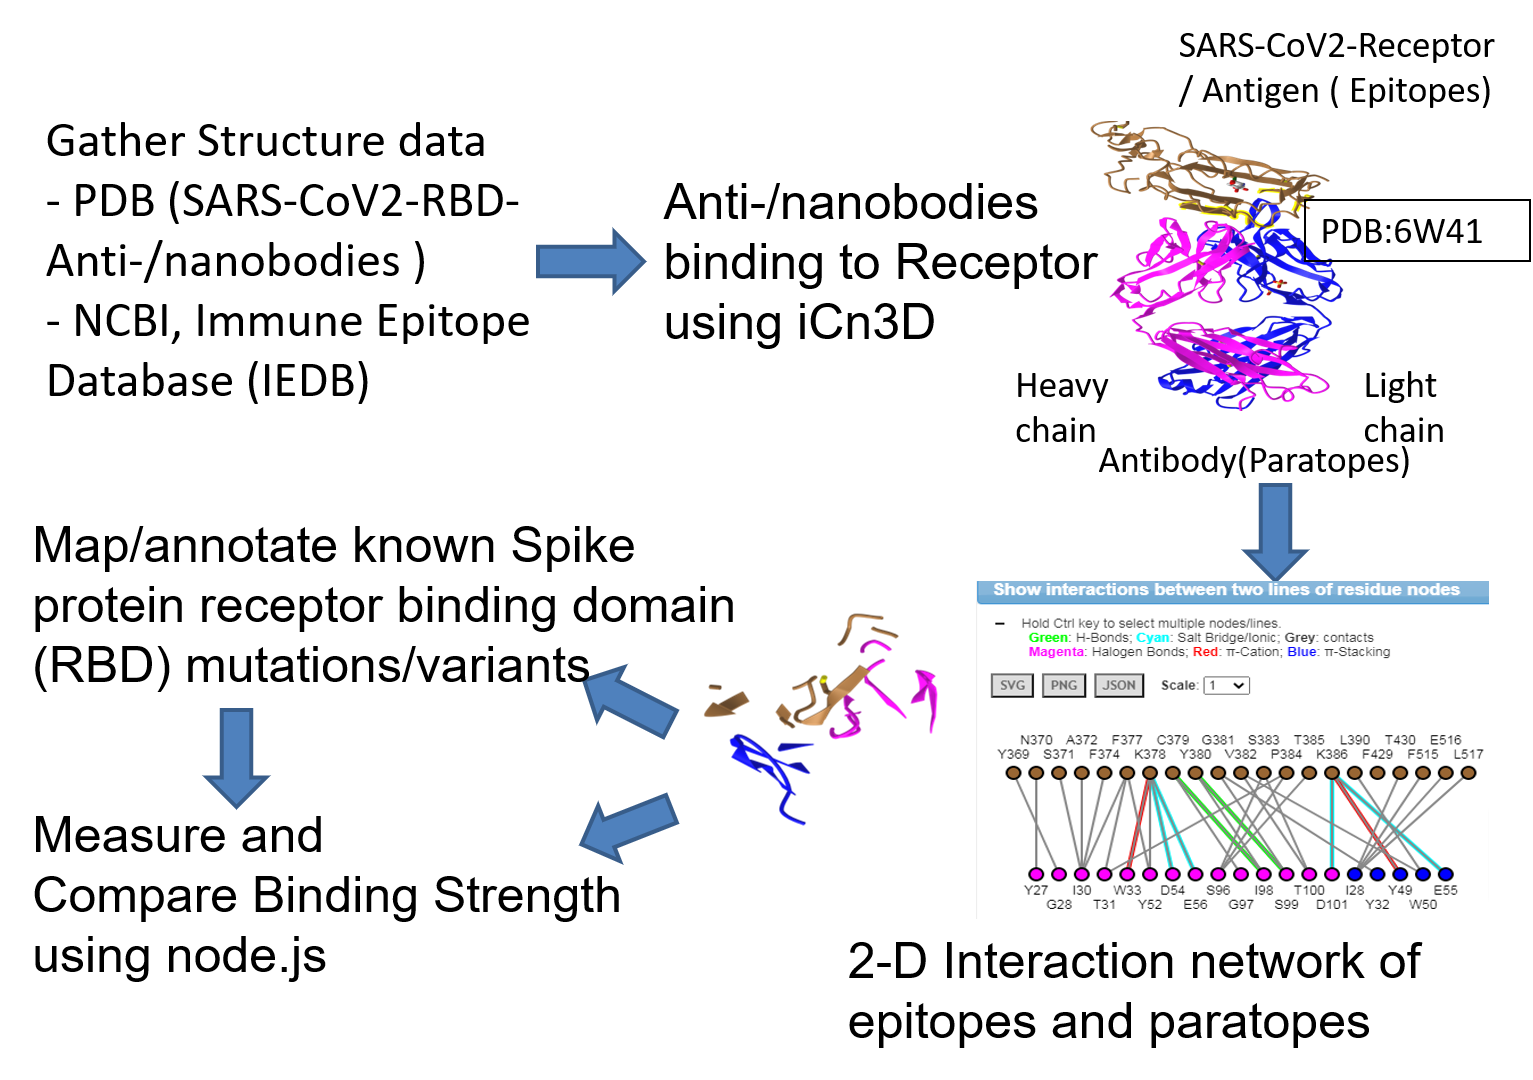 Gather Structure data
- PDB (SARS-CoV2-RBD-
Anti-/nanobodies )
- NCBI, Immune Epitope
Database (IEDB)
Anti-/nanobodies
binding to Receptor
using iCn3D
SARS-CoV2-Receptor
/ Antigen ( Epitopes)
PDB:6W41
Heavy
chain
Light
chain
Antibody(Paratopes)
Show interactions between two lines of residue nodes
– Hold Ctrl key to select multiple nodes/lines.
Green: H-Bonds; Cyan: Salt Bridge/Ionic; Grey: contacts
Magenta: Halogen Bonds; Red: π-Cation; Blue: π-Stacking
SVG PNG JSON Scale: 1
N370 A372 F377 C379 G381 S383 T385 L390 T430 E516
Y369 S371 F374 K378 Y380 V382 P384 K386 F429 F515 L517
Y27 I30 W33 D54 S96 I98 T100 I28 Y49 E55
G28 T31 Y52 E56 G97 S99 D101 Y32 W50
2-D Interaction network of
epitopes and paratopes
Map/annotate known Spike
protein receptor binding domain
(RBD) mutations/variants
Measure and
Compare Binding Strength
using node.js